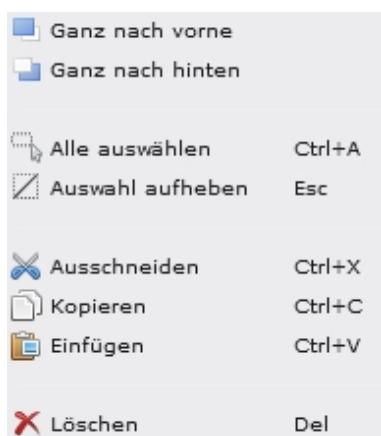 Ganz nach vorne
Ganz nach hinten
Alle auswählen Ctrl+A
Auswahl aufheben Esc
Ausschneiden Ctrl+X
Kopieren Ctrl+C
Einfügen Ctrl+V
Löschen Del